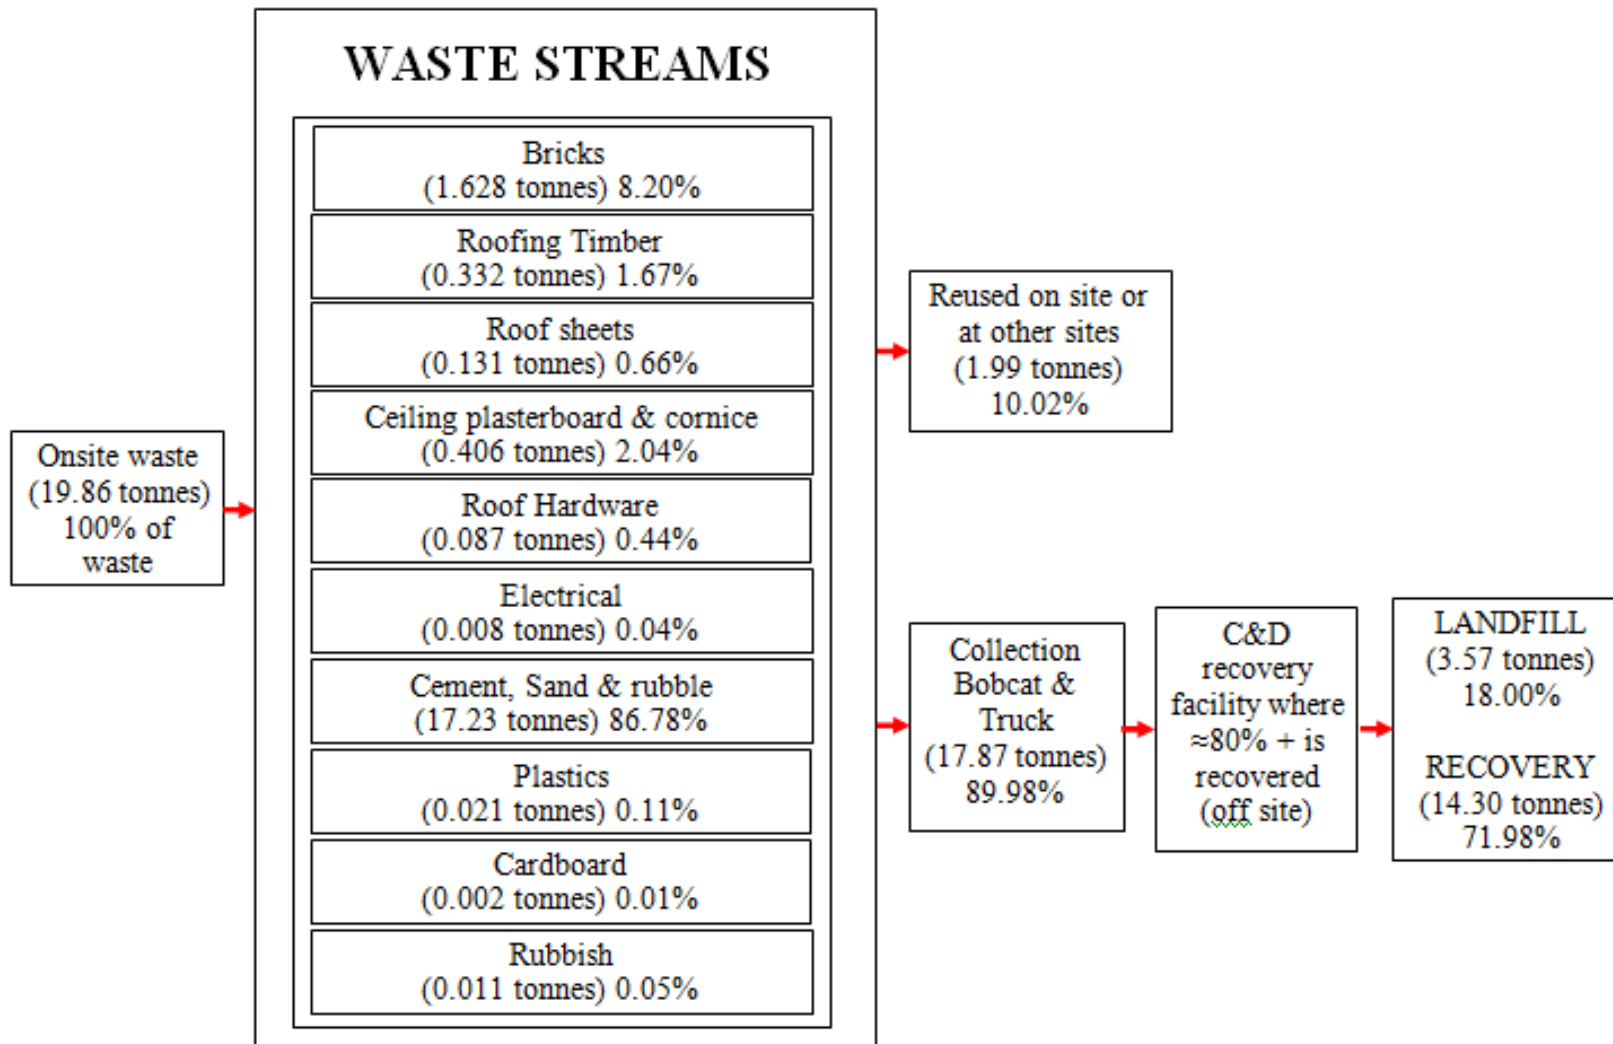 WASTE STREAMS
Onsite waste
(19.86 tonnes)
100% of
waste
Bricks
(1.628 tonnes) 8.20%
Roofing Timber
(0.332 tonnes) 1.67%
Roof sheets
(0.131 tonnes) 0.66%
Ceiling plasterboard & cornice
(0.406 tonnes) 2.04%
Roof Hardware
(0.087 tonnes) 0.44%
Electrical
(0.008 tonnes) 0.04%
Cement, Sand & rubble
(17.23 tonnes) 86.78%
Plastics
(0.021 tonnes) 0.11%
Cardboard
(0.002 tonnes) 0.01%
Rubbish
(0.011 tonnes) 0.05%
Reused on site or
at other sites
(1.99 tonnes)
10.02%
Collection
Bobcat &
Truck
(17.87 tonnes)
89.98%
C&D
recovery
facility where
≈80% + is
recovered
(off site)
LANDFILL
(3.57 tonnes)
18.00%
RECOVERY
(14.30 tonnes)
71.98%